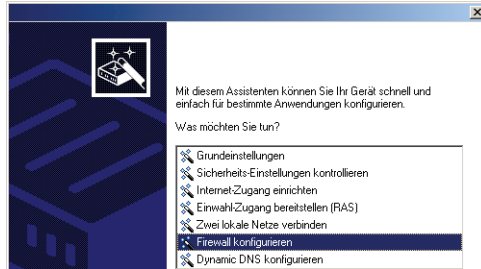 Mit diesem Assistenten können Sie Ihr Gerät schnell und
einfach für bestimmte Anwendungen konfigurieren.
Was möchten Sie tun?
Grundeinstellungen
Sicherheits-Einstellungen kontrollieren
Internet-Zugang einrichten
Einwahl-Zugang bereitstellen (RAS)
Zwei lokale Netze verbinden
Firewall konfigurieren
Dynamic DNS konfigurieren